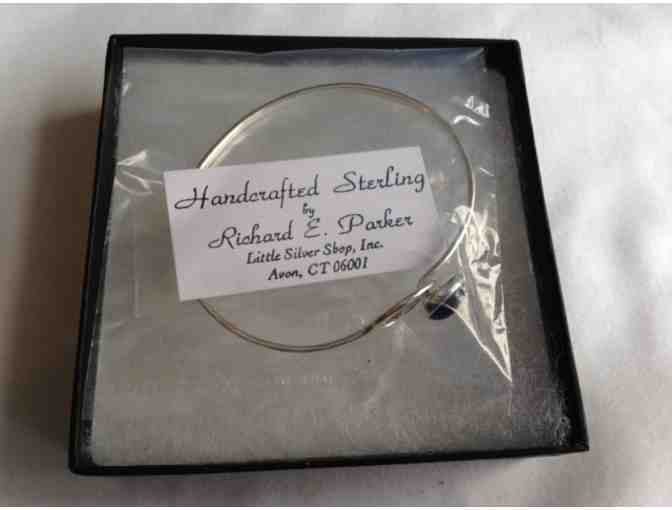 Handcrafted Sterling
by
Richard E. Parker
Little Silver Shop, Inc.
Avon, CT 06001